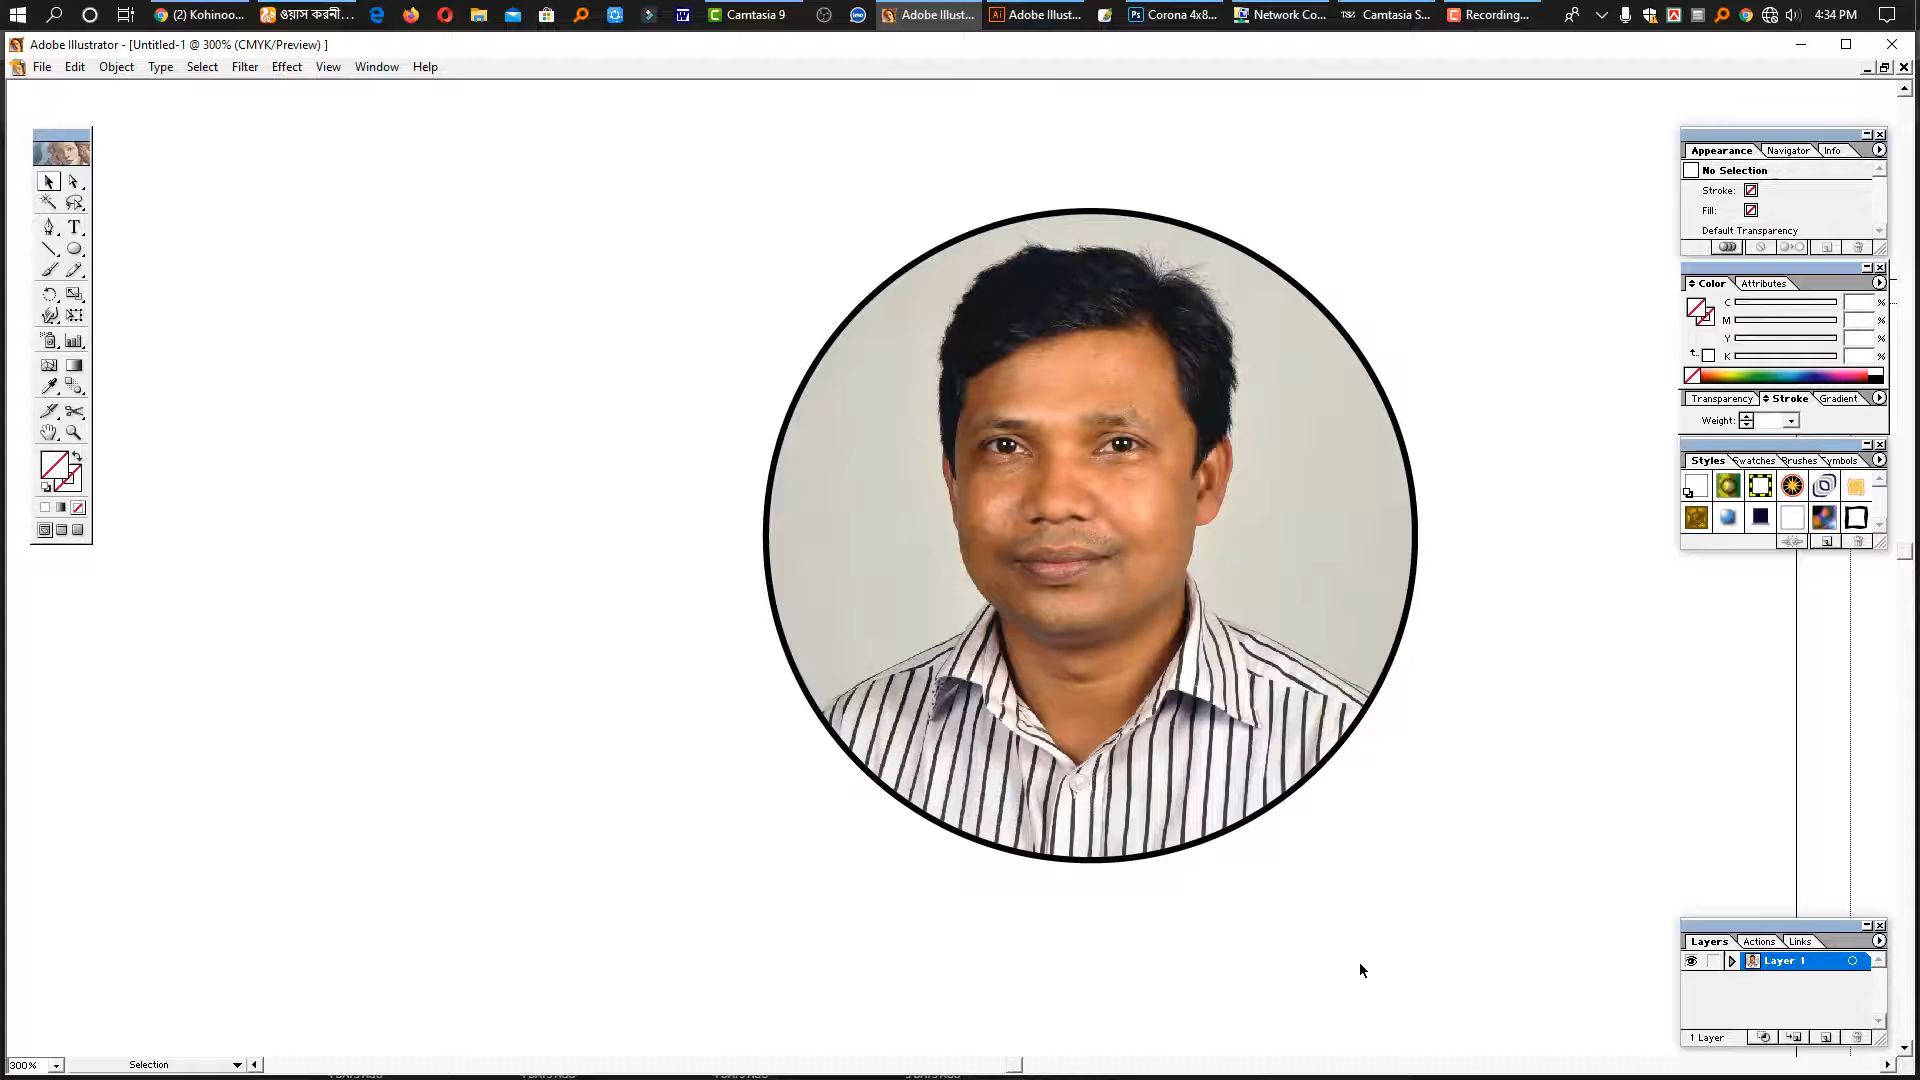 (2) Kohinoo...
ওয়াস করনী...
Camtasia 9
Adobe Illust...
Adobe Illust...
Corona 4x8...
Network Co...
Camtasia S...
Recording...
4:34 PM
Adobe Illustrator - [Untitled-1 @ 300% (CMYK/Preview) ]
File Edit Object Type Select Filter Effect View Window Help
Appearance Navigator Info
No Selection
Stroke:
Fill:
Default Transparency
Color Attributes
C %
M %
Y %
K %
Transparency Stroke Gradient
Weight:
Styles Swatches Brushes Symbols
Layers Actions Links
Layer 1
1 Layer
300% Selection